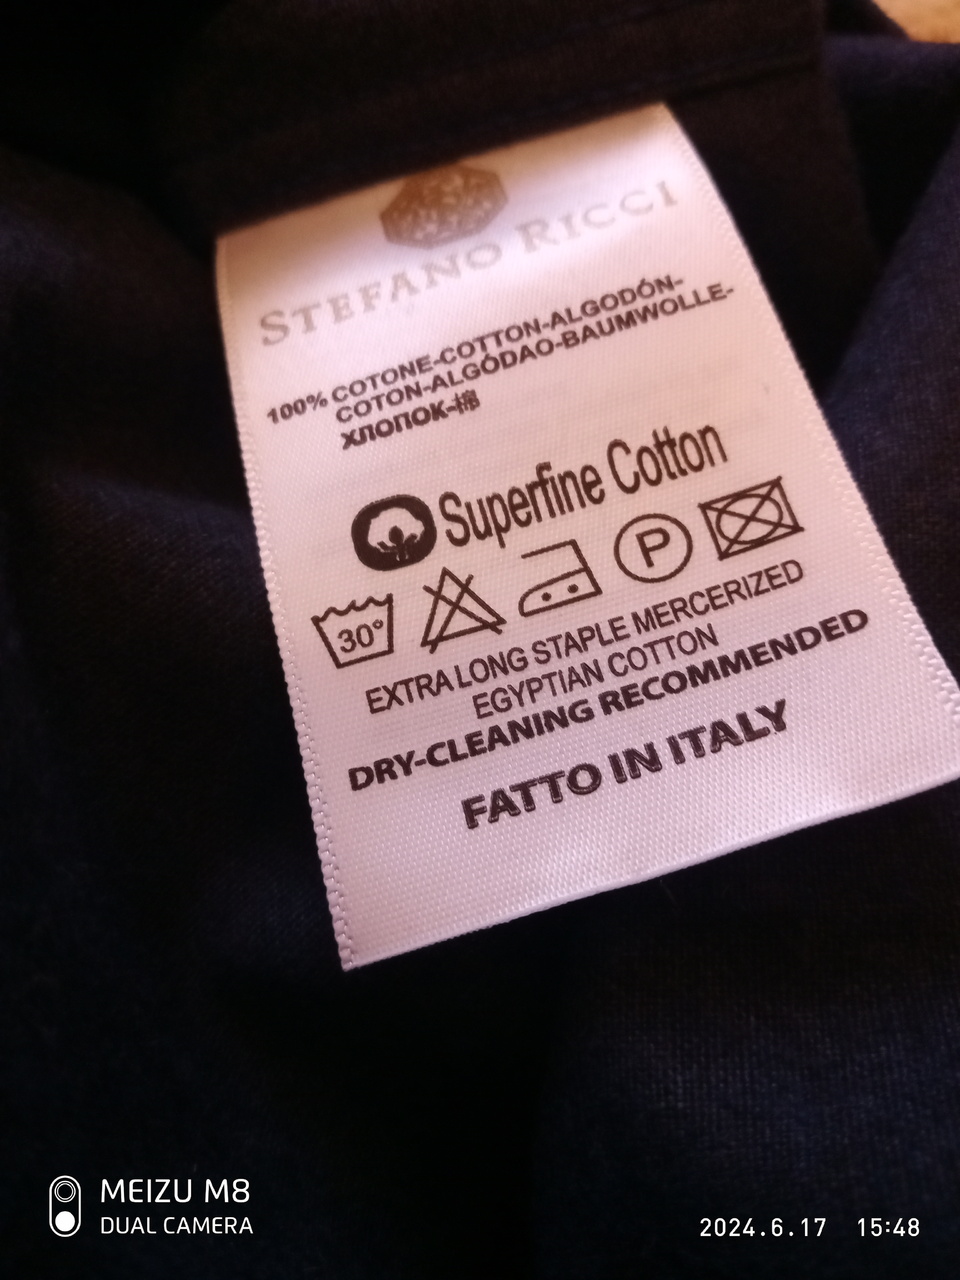 STEFANO RICCI
100% COTONE-COTTON-ALGODÓN-
COTON-ALGÓDAO-BAUMWOLLE-
ХЛОПОК-棉
Superfine Cotton
30°
P
EXTRA LONG STAPLE MERCERIZED
EGYPTIAN COTTON
DRY-CLEANING RECOMMENDED
FATTO IN ITALY
MEIZU M8
DUAL CAMERA
2024.6.17 15:48